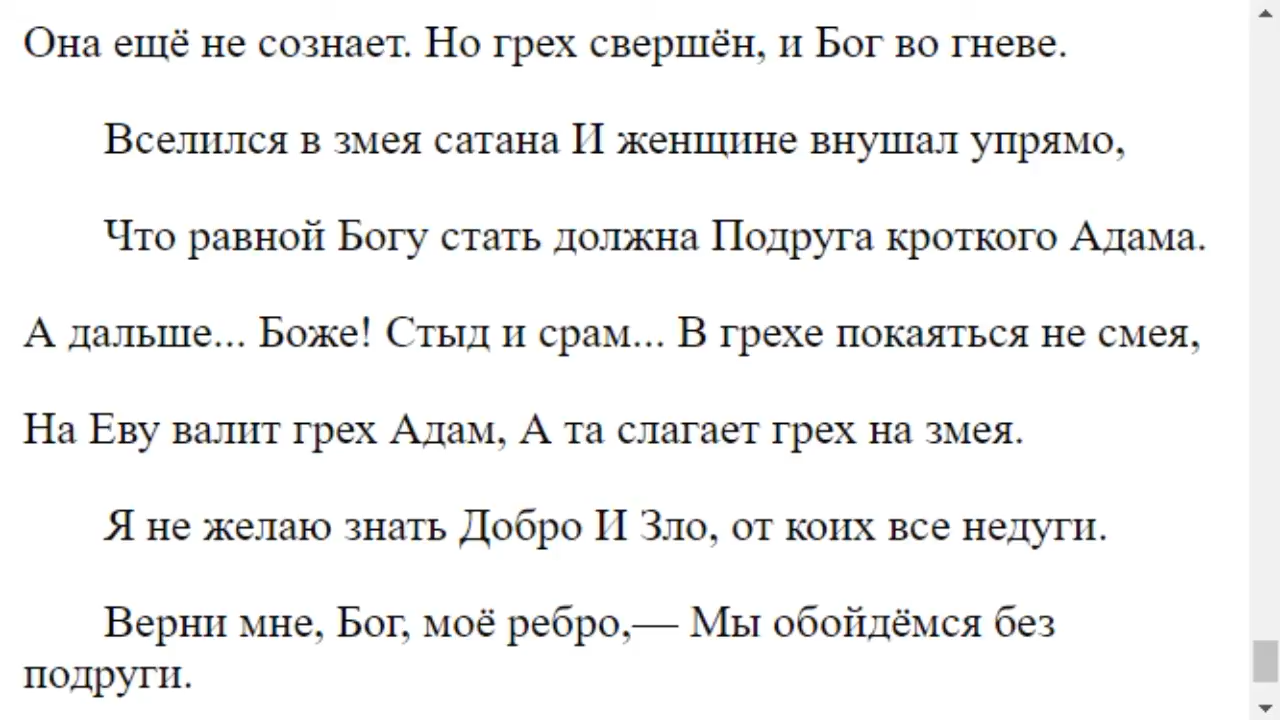 Она ещё не сознает. Но грех свершён, и Бог во гневе.
Вселился в змея сатана И женщине внушал упрямо,
Что равной Богу стать должна Подруга кроткого Адама.
А дальше... Боже! Стыд и срам... В грехе покаяться не смея,
На Еву валит грех Адам, А та слагает грех на змея.
Я не желаю знать Добро И Зло, от коих все недуги.
Верни мне, Бог, моё ребро,— Мы обойдёмся без
подруги.